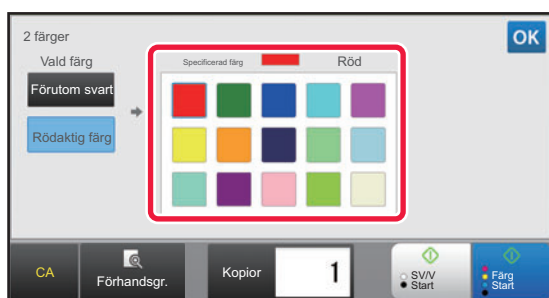 2 färger
OK
Vald färg
Specificerad färg
Röd
Förutom svart
Rödaktig färg
CA
Förhandsgr.
Kopior
1
SV/V
Start
Färg
Start